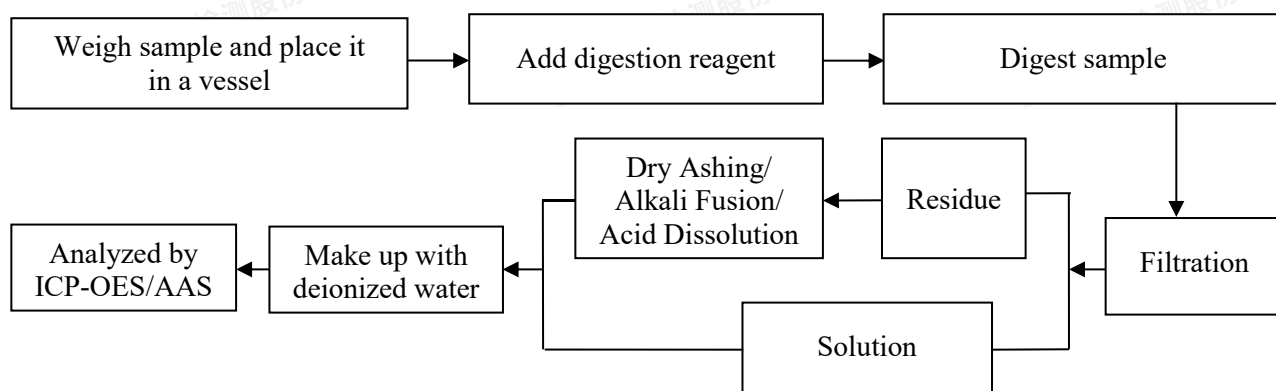 Weigh sample and place it
in a vessel
Add digestion reagent
Digest sample
Dry Ashing/
Alkali Fusion/
Acid Dissolution
Residue
Filtration
Analyzed by
ICP-OES/AAS
Make up with
deionized water
Solution